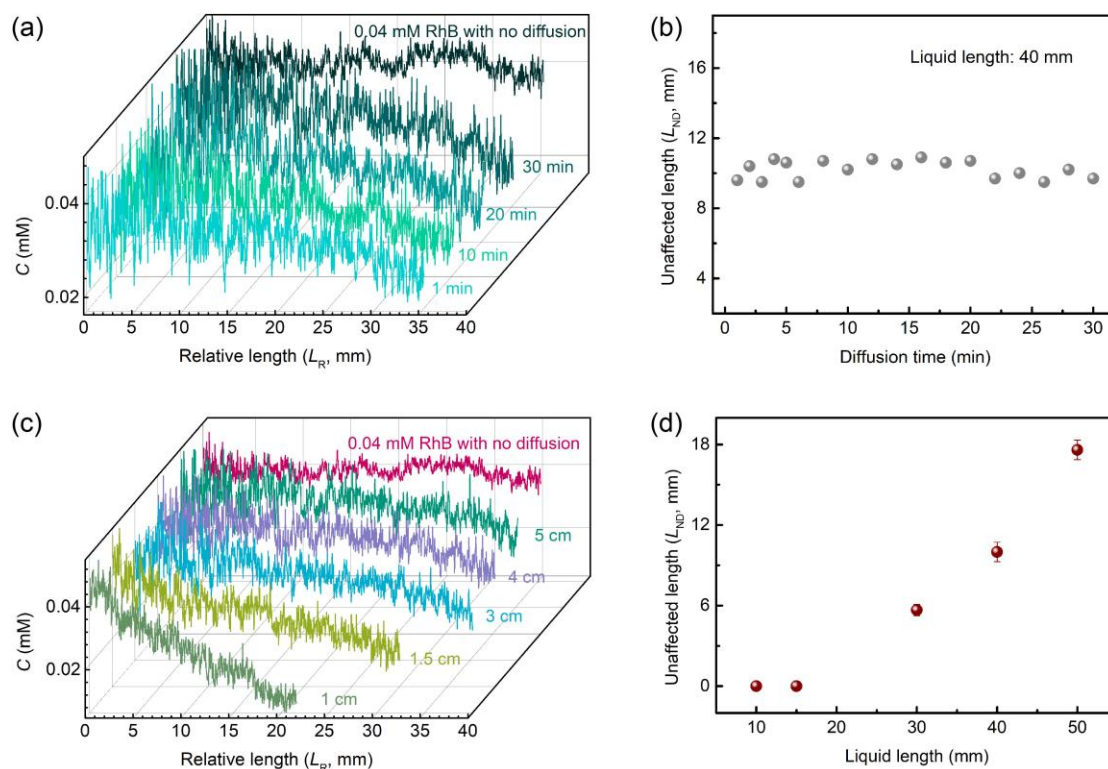 (a)
0.04 mM RhB with no diffusion
30 min
20 min
10 min
1 min
0.04
0.02
C (mM)
0 5 10 15 20 25 30 35 40
Relative length (LR, mm)
(b)
Liquid length: 40 mm
16
12
8
4
Unaffected length (LND, mm)
0 5 10 15 20 25 30
Diffusion time (min)
(c)
0.04 mM RhB with no diffusion
5 cm
4 cm
3 cm
1.5 cm
1 cm
0.04
0.02
C (mM)
0 5 10 15 20 25 30 35 40
Relative length (LR, mm)
(d)
18
12
6
0
Unaffected length (LND, mm)
10 20 30 40 50
Liquid length (mm)